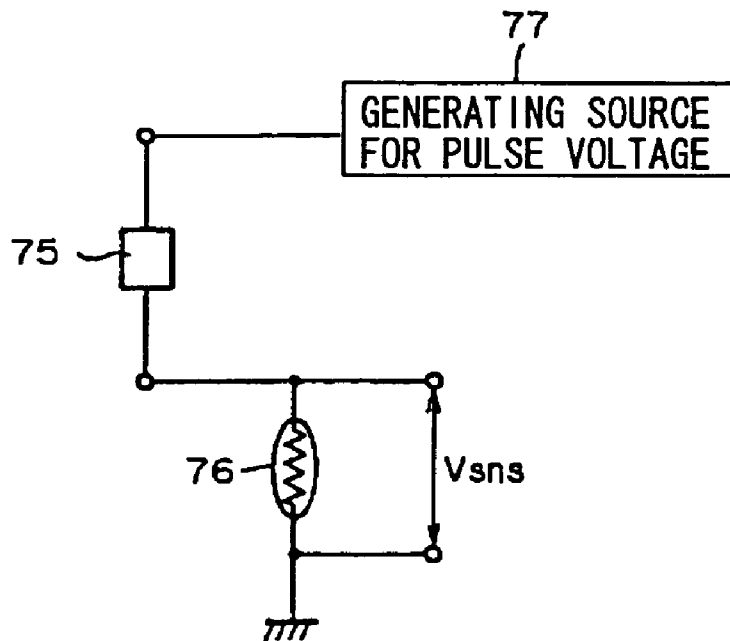 77
GENERATING SOURCE
FOR PULSE VOLTAGE
75
76
Vsns